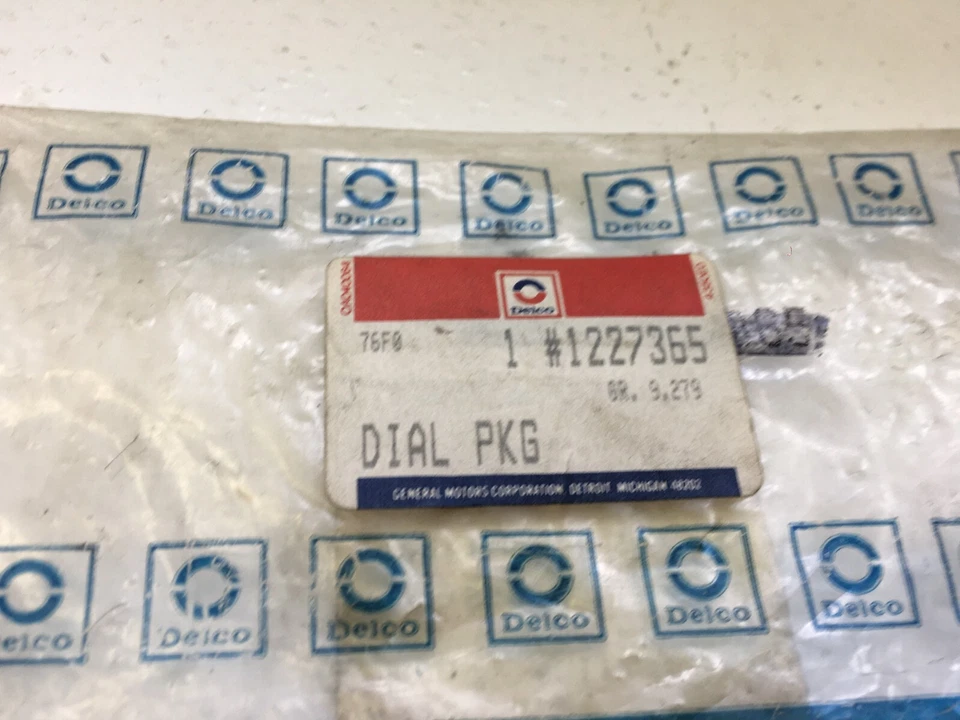 Delco Delco Delco Delco Delco Delco Delco
Delco
76F0 1 #1227365
GR. 9,279
DIAL PKG
GENERAL MOTORS CORPORATION DETROIT MICHIGAN 48202
Delco Delco Delco Delco Delco Delco